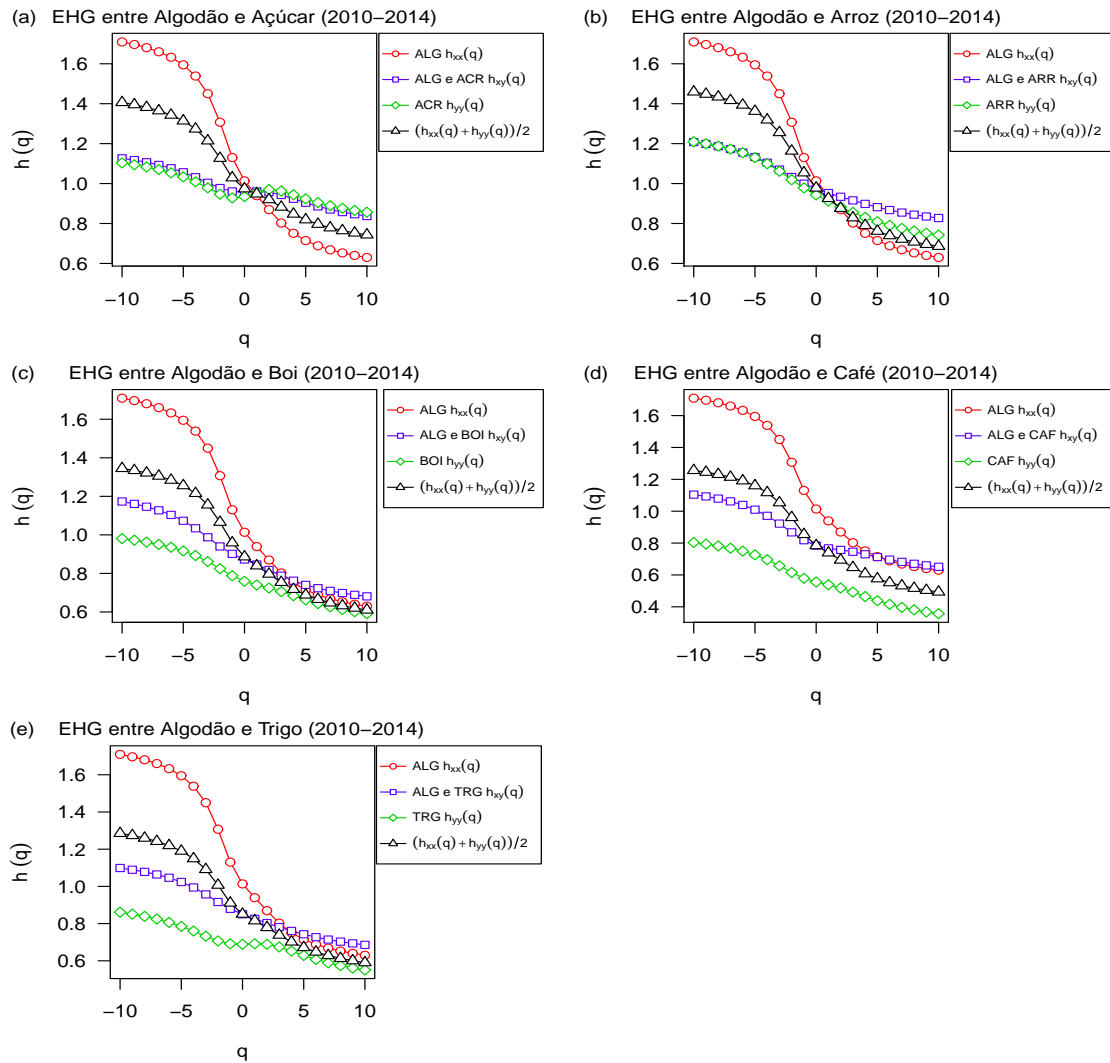 (a) EHG entre Algodão e Açúcar (2010−2014)
ALG hxx(q)
ALG e ACR hxy(q)
ACR hyy(q)
(hxx(q)+hyy(q))/2
h(q)
1.6
1.4
1.2
1.0
0.8
0.6
−10 −5 0 5 10
q
(b) EHG entre Algodão e Arroz (2010−2014)
ALG hxx(q)
ALG e ARR hxy(q)
ARR hyy(q)
(hxx(q)+hyy(q))/2
h(q)
1.6
1.4
1.2
1.0
0.8
0.6
−10 −5 0 5 10
q
(c) EHG entre Algodão e Boi (2010−2014)
ALG hxx(q)
ALG e BOI hxy(q)
BOI hyy(q)
(hxx(q)+hyy(q))/2
h(q)
1.6
1.4
1.2
1.0
0.8
0.6
−10 −5 0 5 10
q
(d) EHG entre Algodão e Café (2010−2014)
ALG hxx(q)
ALG e CAF hxy(q)
CAF hyy(q)
(hxx(q)+hyy(q))/2
h(q)
1.6
1.4
1.2
1.0
0.8
0.6
0.4
−10 −5 0 5 10
q
(e) EHG entre Algodão e Trigo (2010−2014)
ALG hxx(q)
ALG e TRG hxy(q)
TRG hyy(q)
(hxx(q)+hyy(q))/2
h(q)
1.6
1.4
1.2
1.0
0.8
0.6
−10 −5 0 5 10
q